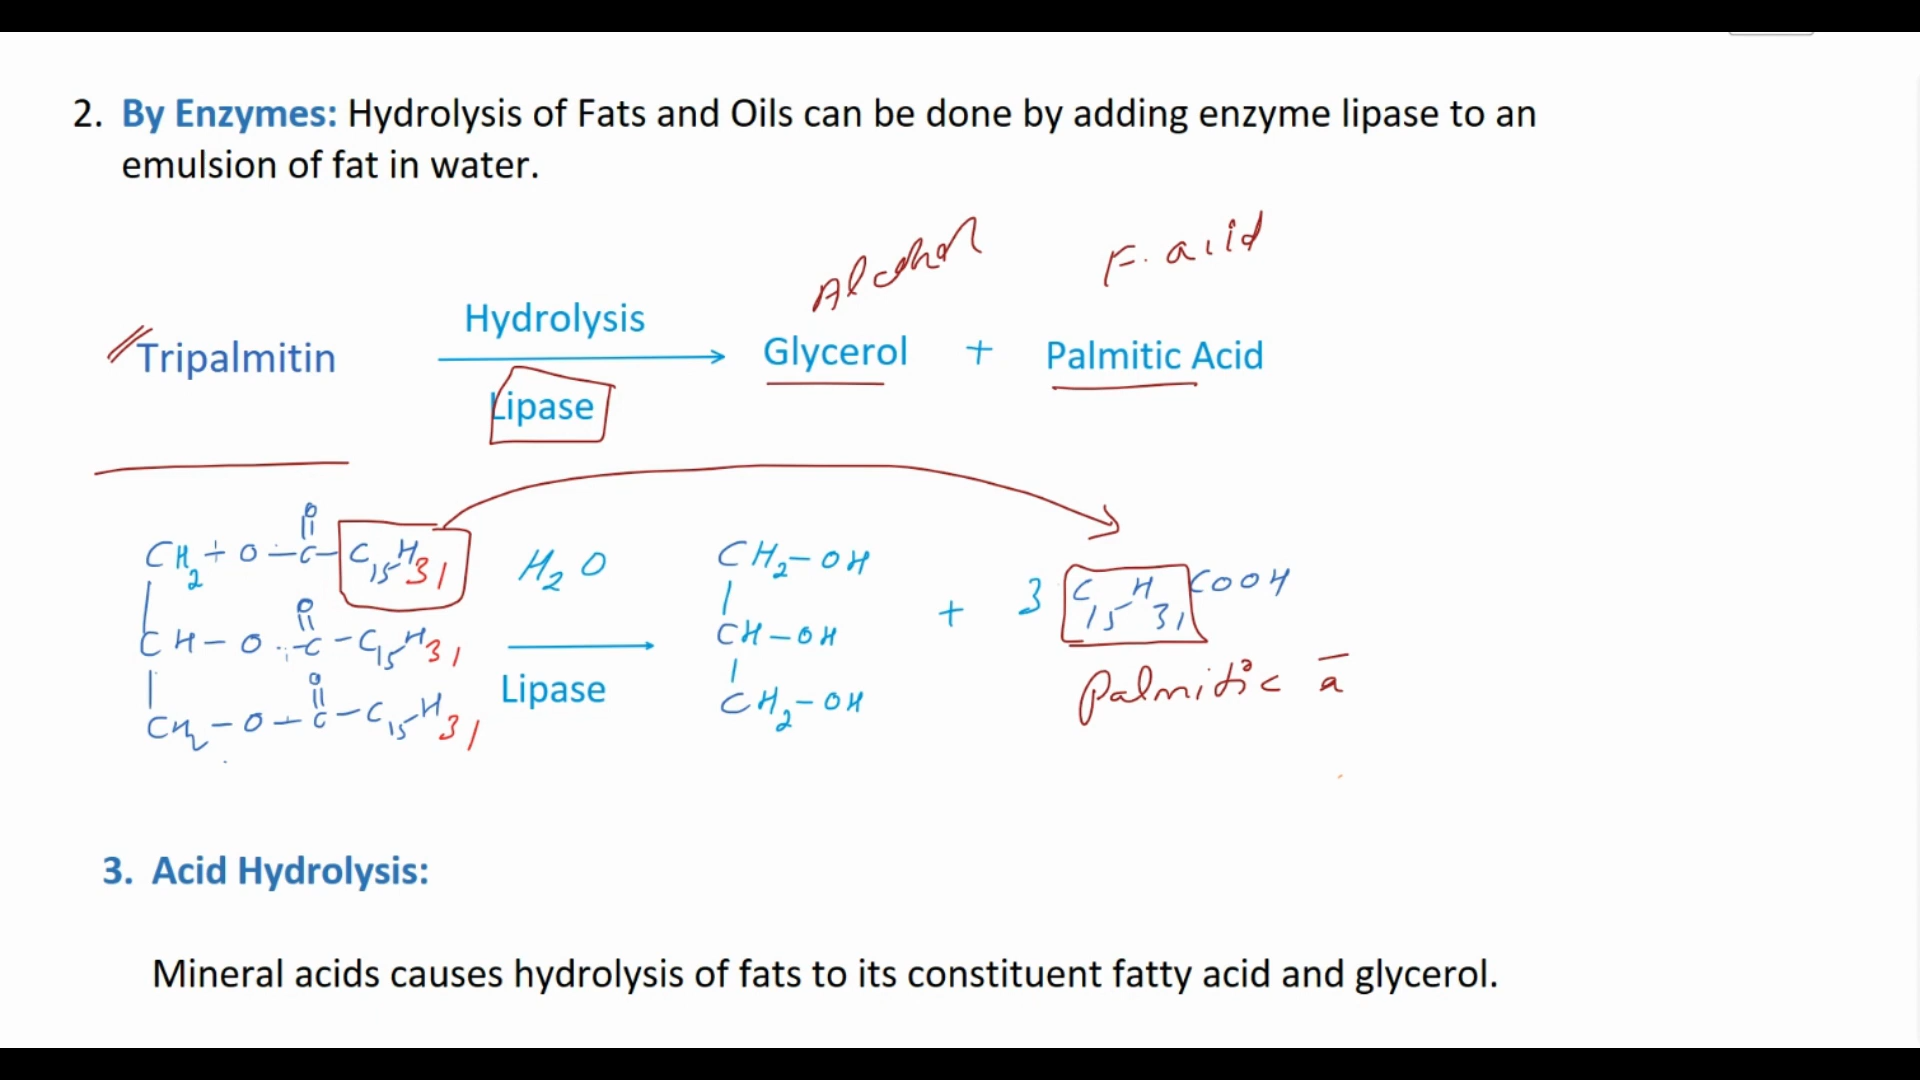 2. By Enzymes: Hydrolysis of Fats and Oils can be done by adding enzyme lipase to an
emulsion of fat in water.
Alcohol F. acid
Hydrolysis
Tripalmitin Glycerol + Palmitic Acid
Lipase
O
CH2 - O - C - C15H31 H2O CH2-OH
O
CH - O - C - C15H31 CH-OH + 3 C15H31COOH
O
CH2 - O - C - C15H31 Lipase CH2-OH Palmitic a
3. Acid Hydrolysis:
Mineral acids causes hydrolysis of fats to its constituent fatty acid and glycerol.